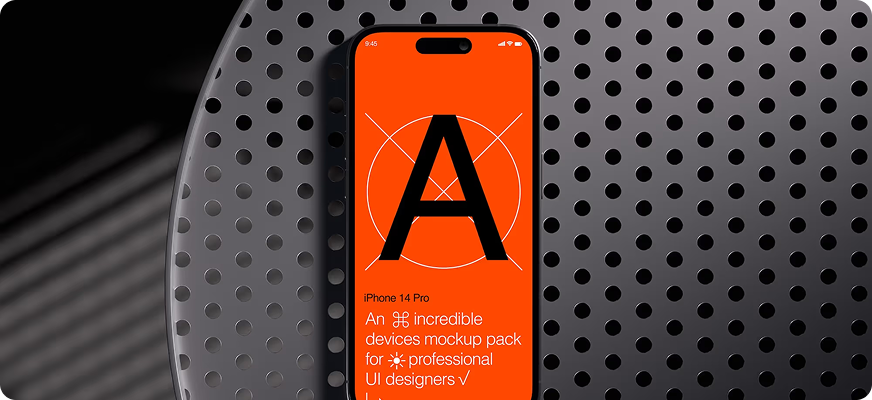 9:45
A
iPhone 14 Pro
An ⌘ incredible
devices mockup pack
for ☀ professional
UI designers √